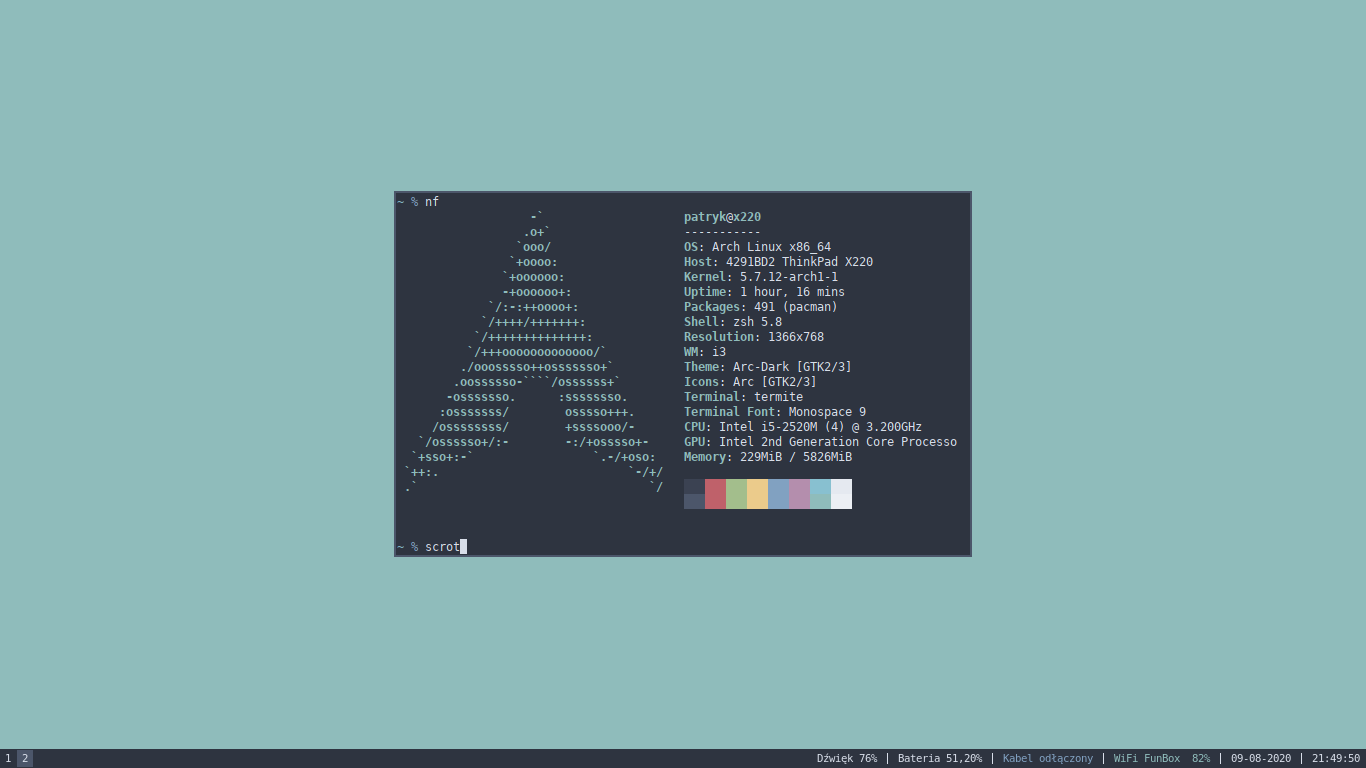 ~ % nf
                   -`                    patryk@x220
                  .o+`                   -----------
                 `ooo/                   OS: Arch Linux x86_64
                `+oooo:                  Host: 4291BD2 ThinkPad X220
               `+oooooo:                 Kernel: 5.7.12-arch1-1
               -+oooooo+:                Uptime: 1 hour, 16 mins
             `/:-:++oooo+:               Packages: 491 (pacman)
            `/++++/+++++++:              Shell: zsh 5.8
           `/++++++++++++++:             Resolution: 1366x768
          `/+++ooooooooooooo/`           WM: i3
         ./ooosssso++osssssso+`          Theme: Arc-Dark [GTK2/3]
        .oossssso-````/ossssss+`         Icons: Arc [GTK2/3]
       -osssssso.      :ssssssso.        Terminal: termite
      :osssssss/        osssso+++.       Terminal Font: Monospace 9
     /ossssssss/        +ssssooo/-       CPU: Intel i5-2520M (4) @ 3.200GHz
   `/ossssso+/:-        -:/+osssso+-     GPU: Intel 2nd Generation Core Processo
  `+sso+:-`                 `.-/+oso:    Memory: 229MiB / 5826MiB
 `++:.                           `-/+/
 .`                                 `/
~ % scrot
1 2 Dźwięk 76% | Bateria 51,20% | Kabel odłączony | WiFi FunBox 82% | 09-08-2020 | 21:49:50